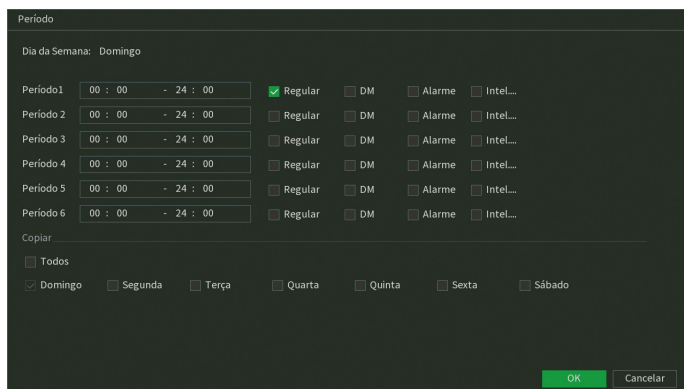 Período
Dia da Semana: Domingo
Período1 00 : 00 - 24 : 00 Regular DM Alarme Intel....
Período 2 00 : 00 - 24 : 00 Regular DM Alarme Intel....
Período 3 00 : 00 - 24 : 00 Regular DM Alarme Intel....
Período 4 00 : 00 - 24 : 00 Regular DM Alarme Intel....
Período 5 00 : 00 - 24 : 00 Regular DM Alarme Intel....
Período 6 00 : 00 - 24 : 00 Regular DM Alarme Intel....
Copiar
Todos
Domingo Segunda Terça Quarta Quinta Sexta Sábado
OK Cancelar